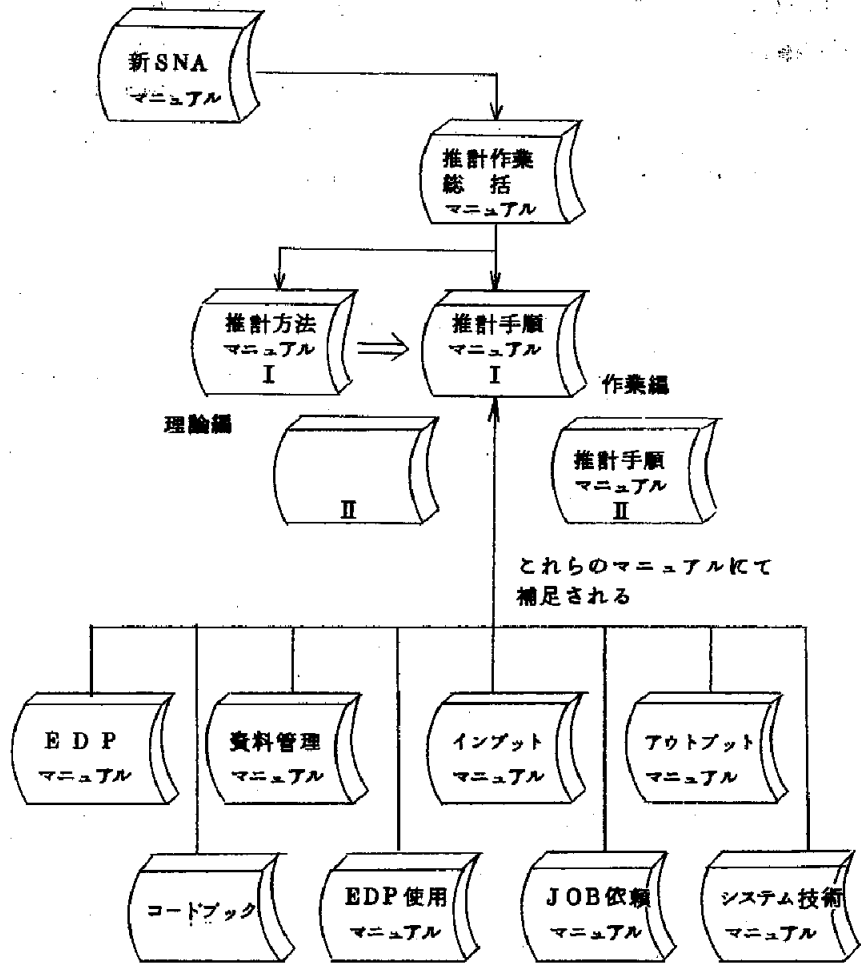 新SNA
マニュアル
推計作業
総 括
マニュアル
推計方法
マニュアル
I
推計手順
マニュアル
I
理論編
作業編
II
推計手順
マニュアル
II
これらのマニュアルにて
補足される
E D P
マニュアル
資料管理
マニュアル
インプット
マニュアル
アウトプット
マニュアル
コードブック
EDP使用
マニュアル
JOB依頼
マニュアル
システム技術
マニュアル